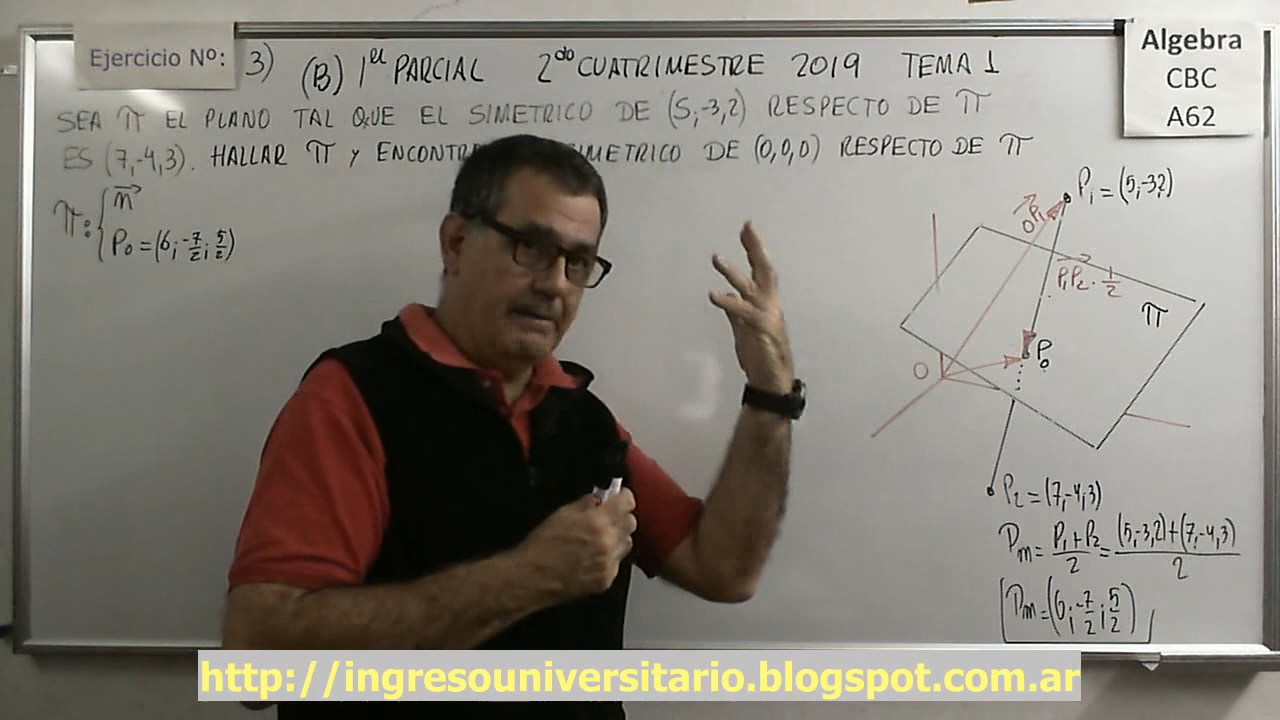 Ejercicio Nº: 3) (B) 1er PARCIAL 2do CUATRIMESTRE 2019 TEMA 1
Algebra
CBC
A62
SEA π EL PLANO TAL QUE EL SIMETRICO DE (5,-3,2) RESPECTO DE π
ES (7,-4,3). HALLAR π Y ENCONTR SIMETRICO DE (0,0,0) RESPECTO DE π
π: { n⃗
P₀ = (6; -7/2; 5/2)
P₁ = (5,-3,2)
OP₁
P₁P₂ · 1/2
π
O
P₀
P₂ = (7,-4,3)
Pm = (P₁+P₂)/2 = ((5,-3,2)+(7,-4,3))/2
Pm = (6; -7/2; 5/2)
http://ingresouniversitario.blogspot.com.ar